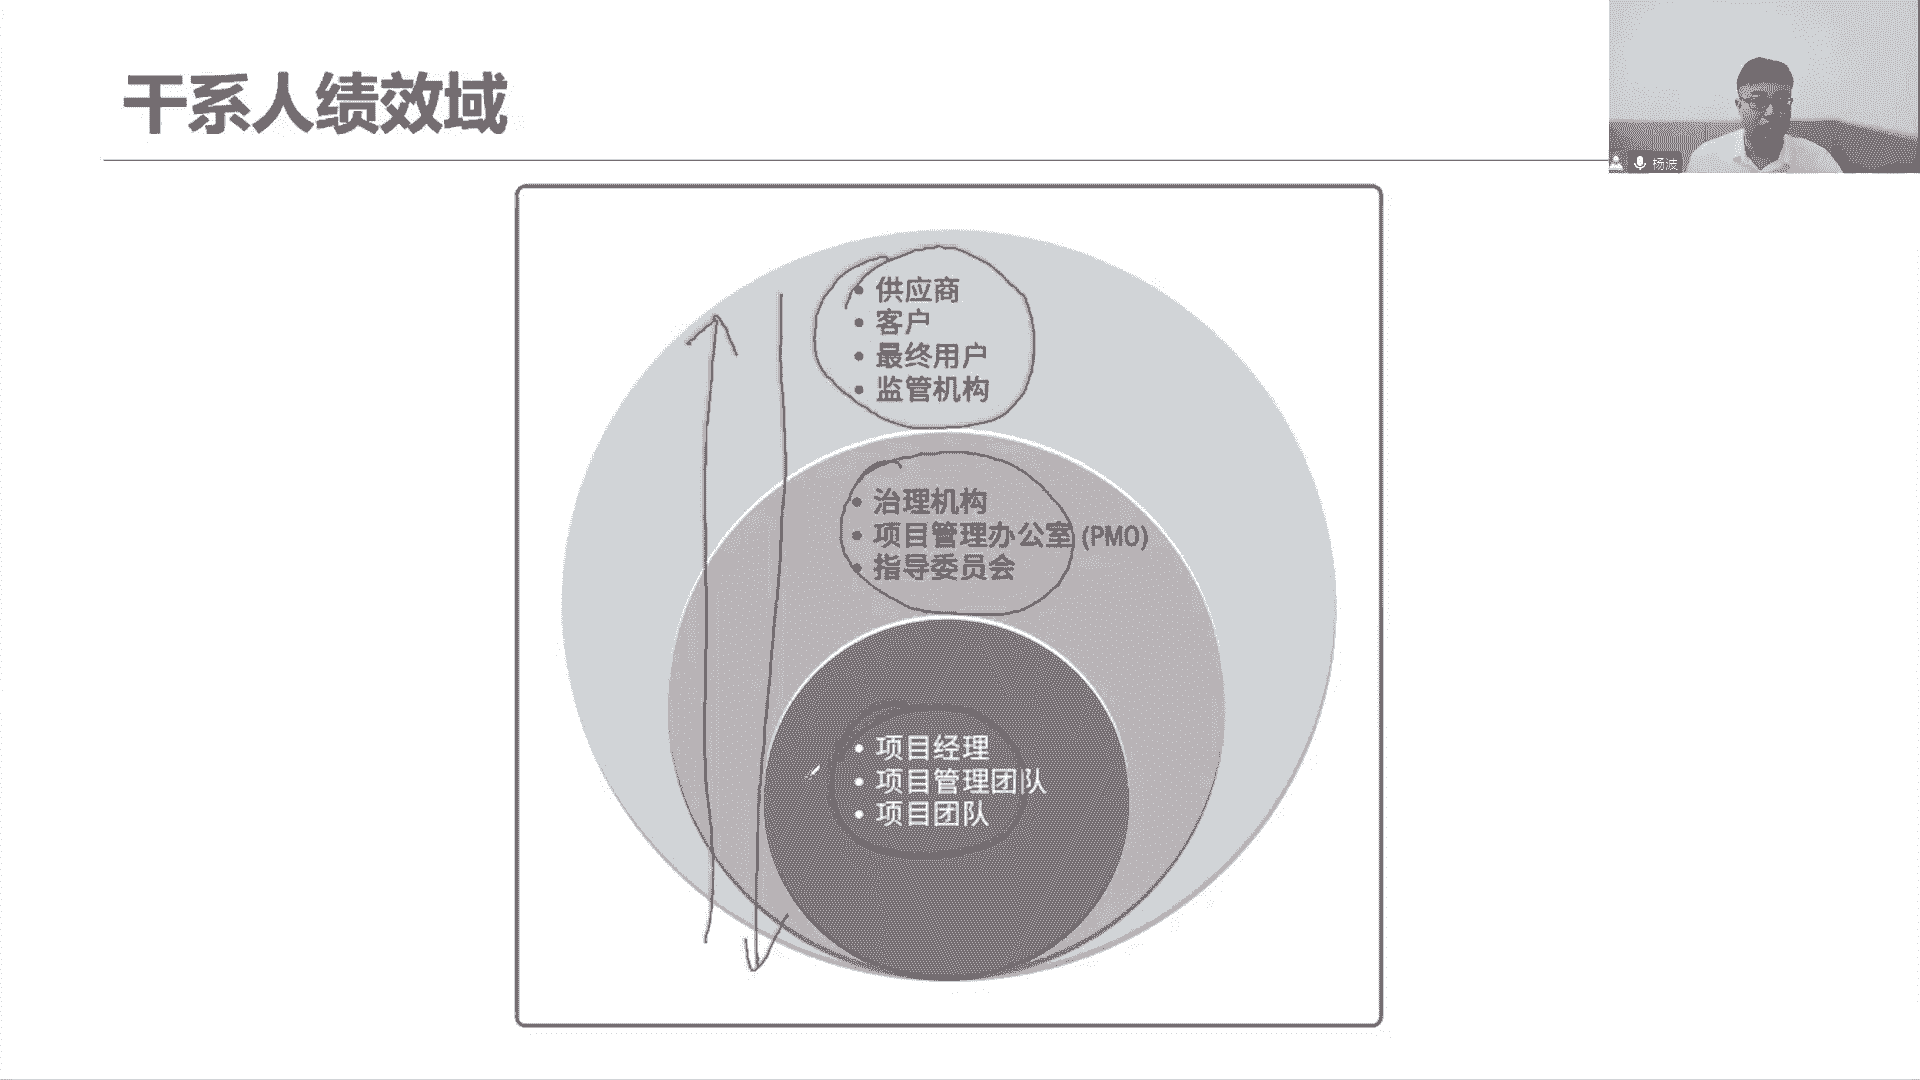 干系人绩效域
杨波
• 供应商
• 客户
• 最终用户
• 监管机构
• 治理机构
• 项目管理办公室 (PMO)
• 指导委员会
• 项目经理
• 项目管理团队
• 项目团队